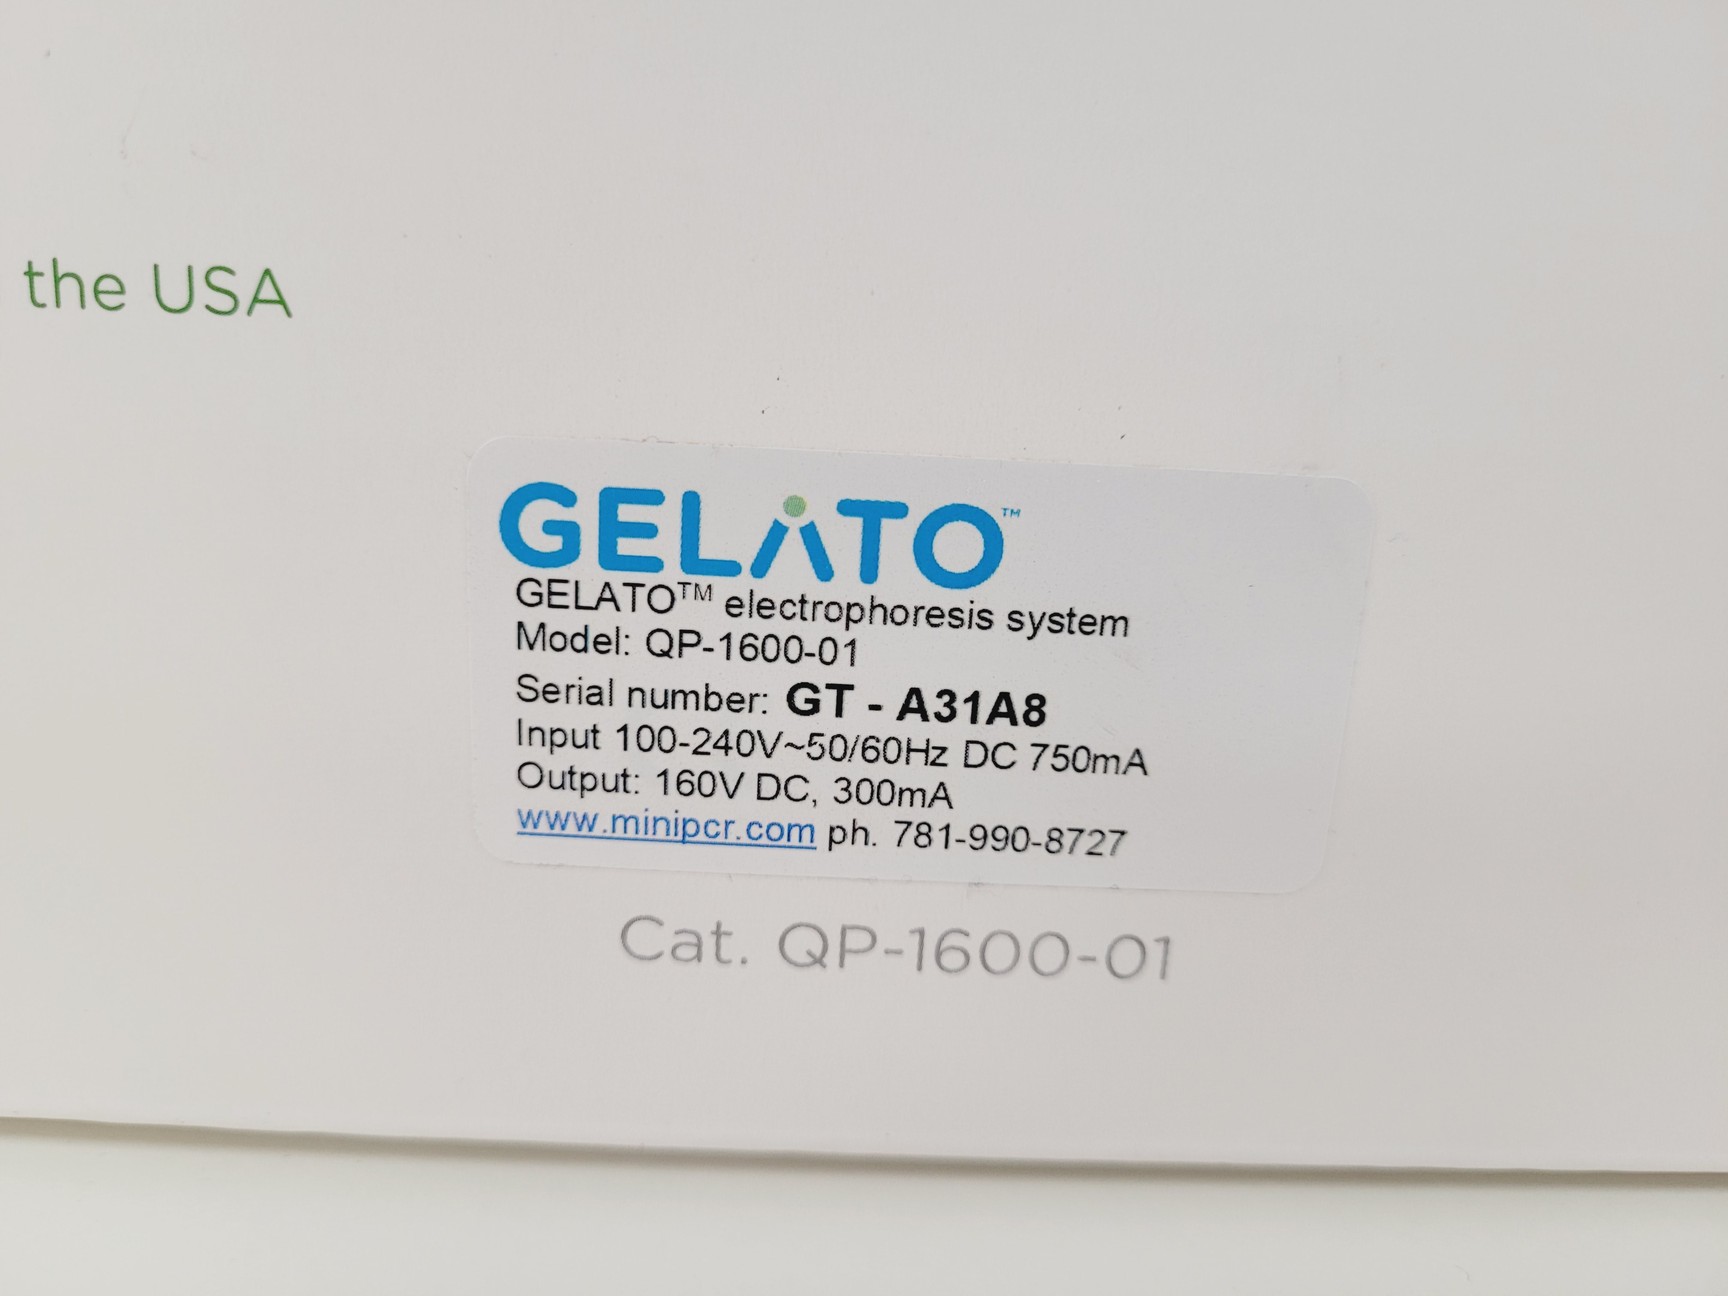 the USA
GELATO™
GELATO™ electrophoresis system
Model: QP-1600-01
Serial number: GT - A31A8
Input 100-240V~50/60Hz DC 750mA
Output: 160V DC, 300mA
www.minipcr.com ph. 781-990-8727
Cat. QP-1600-01